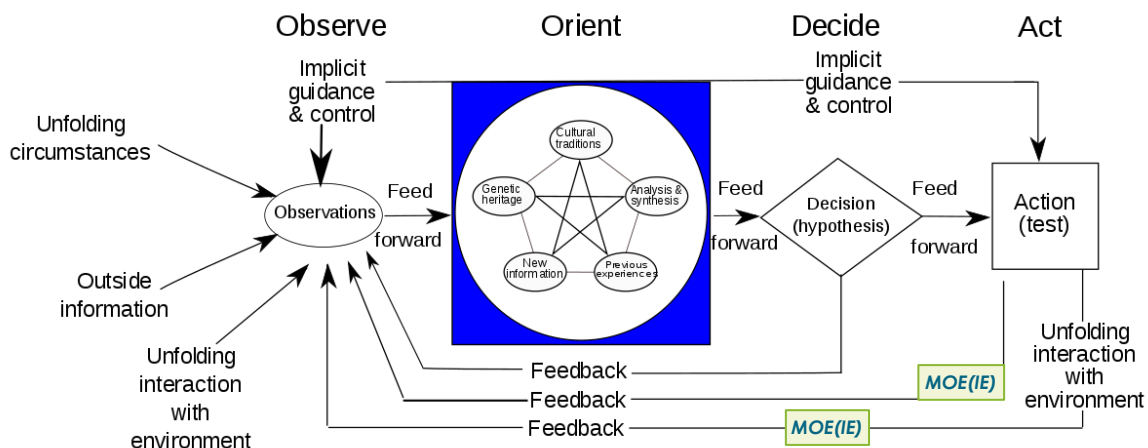 Observe
Orient
Decide
Act
Implicit
guidance
& control
Implicit
guidance
& control
Unfolding
circumstances
Observations
Feed
forward
Cultural
traditions
Genetic
heritage
Analysis &
synthesis
New
information
Previous
experiences
Feed
forward
Decision
(hypothesis)
Feed
forward
Action
(test)
Outside
information
Unfolding
interaction
with
environment
Unfolding
interaction
with
environment
Feedback
MOE(IE)
Feedback
MOE(IE)
Feedback